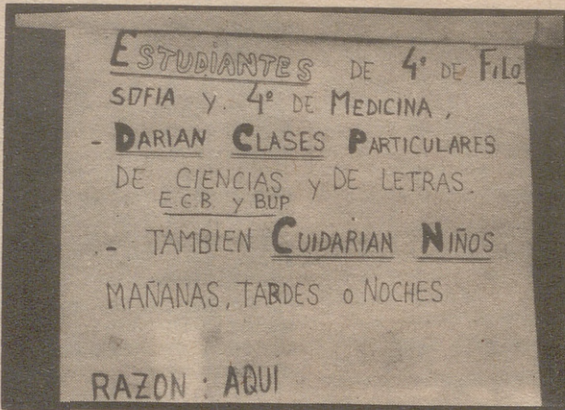 ESTUDIANTES DE 4º DE FILO
SOFIA Y. 4º DE MEDICINA,
- DARIAN CLASES PARTICULARES
DE CIENCIAS y DE LETRAS.
E.G.B. y BUP
- TAMBIEN CUIDARIAN NIÑOS
MAÑANAS, TARDES o NOCHES
RAZON : AQUI